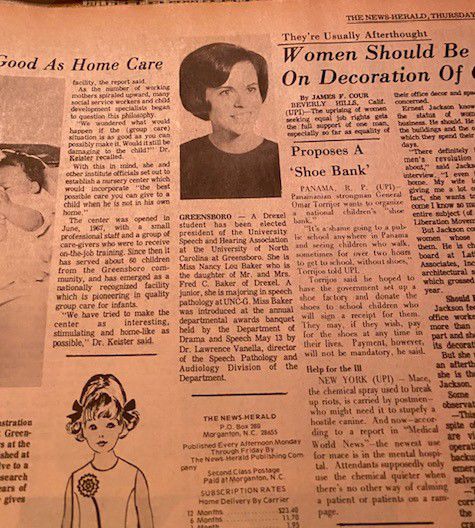 THE NEWS-HERALD, THURSDAY
Good As Home Care
facility, the report said.
As the number of working
mothers spiraled upward, many
social service workers and child
development specialists began
to question this philosophy.
"We wondered what would
happen if the (group care)
situation is as good as you can
possibly make it. Would it still be
damaging to the child?" Dr.
Keister recalled.
With this in mind, she and
other institute officials set out to
establish a nursery center which
would incorporate "the best
possible care you can give to a
child when he is not in his own
home."
The center was opened in
June, 1967, with a small
professional staff and a group of
care-givers who were to receive
on-the-job training. Since then it
has served about 60 children
from the Greensboro com-
munity, and has emerged as a
nationally recognized facility
which is pioneering in quality
group care for infants.
"We have tried to make
the center as interesting,
stimulating and home-like as
possible," Dr. Keister said.
GREENSBORO — A Drexel
student has been elected
president of the University
Speech and Hearing Association
at the University of North
Carolina at Greensboro. She is
Miss Nancy Lou Baker who is
the daughter of Mr. and Mrs.
Fred C. Baker of Drexel. A
junior, she is majoring in speech
pathology at UNC-G. Miss Baker
was introduced at the annual
departmental awards banquet
held by the Department of
Drama and Speech May 13 by
Dr. Lawrence Vanella, director
of the Speech Pathology and
Audiology Division of the
Department.
THE NEWS-HERALD
P.O. Box 280
Morganton, N.C. 28655
Published Every Afternoon Monday
Through Friday By
The News Herald Publishing Com-
pany
Second Class Postage
Paid at Morganton, N.C.
SUBSCRIPTION RATES
Home Delivery By Carrier
12 Months $23.40
6 Months 11.70
They're Usually Afterthought
Women Should Be
On Decoration Of
By JAMES F. COUR
BEVERLY HILLS, Calif.
(UPI)—The uprising of women
seeking equal job rights gets
the full support of one man,
especially so far as equality of
Proposes A
'Shoe Bank'
PANAMA, R. P. (UPI)—
Panamanian strongman General
Omar Torrijos wants to organize
a national children's "shoe
bank."
"It's a shame going to a pub-
lic school anywhere in Panama
and seeing children who walk,
sometimes for over two hours
to get to school, without shoes,"
Torrijos told UPI.
Torrijos said he hoped to
have the government set up a
shoe factory and donate the
shoes to school children who
will sign a receipt for them.
They may, if they wish, pay
for the shoes at any time in
their lives. Payment, however,
will not be mandatory, he said.
Help for the Ill
NEW YORK (UPI) — Mace,
the chemical spray used to break
up riots, is carried by postmen—
who might need it to stupefy a
hostile canine. And now—accor-
ding to a report in "Medical
World News"—the newest use
for mace is in the mental hospi-
tal. Attendants supposedly only
use the chemical quieter when
there's no other way of calming
a patient or patients on a ram-
page.
their office decor and
concerned.
Ernest Jackson
the status of
business. He should.
the buildings and
which they spend their
days.
"There definitely
men's
about," said
interview. "I even
home. My wife
giving me a lot
fact, she wants to
come I know
entire subject
Liberation Movement
But Jackson
women
them. He is
board at
Associates,
architectural
which grosses
year.
Should
Jackson
office
more than
part and
its
But she
an
she is the
Jackson
Some